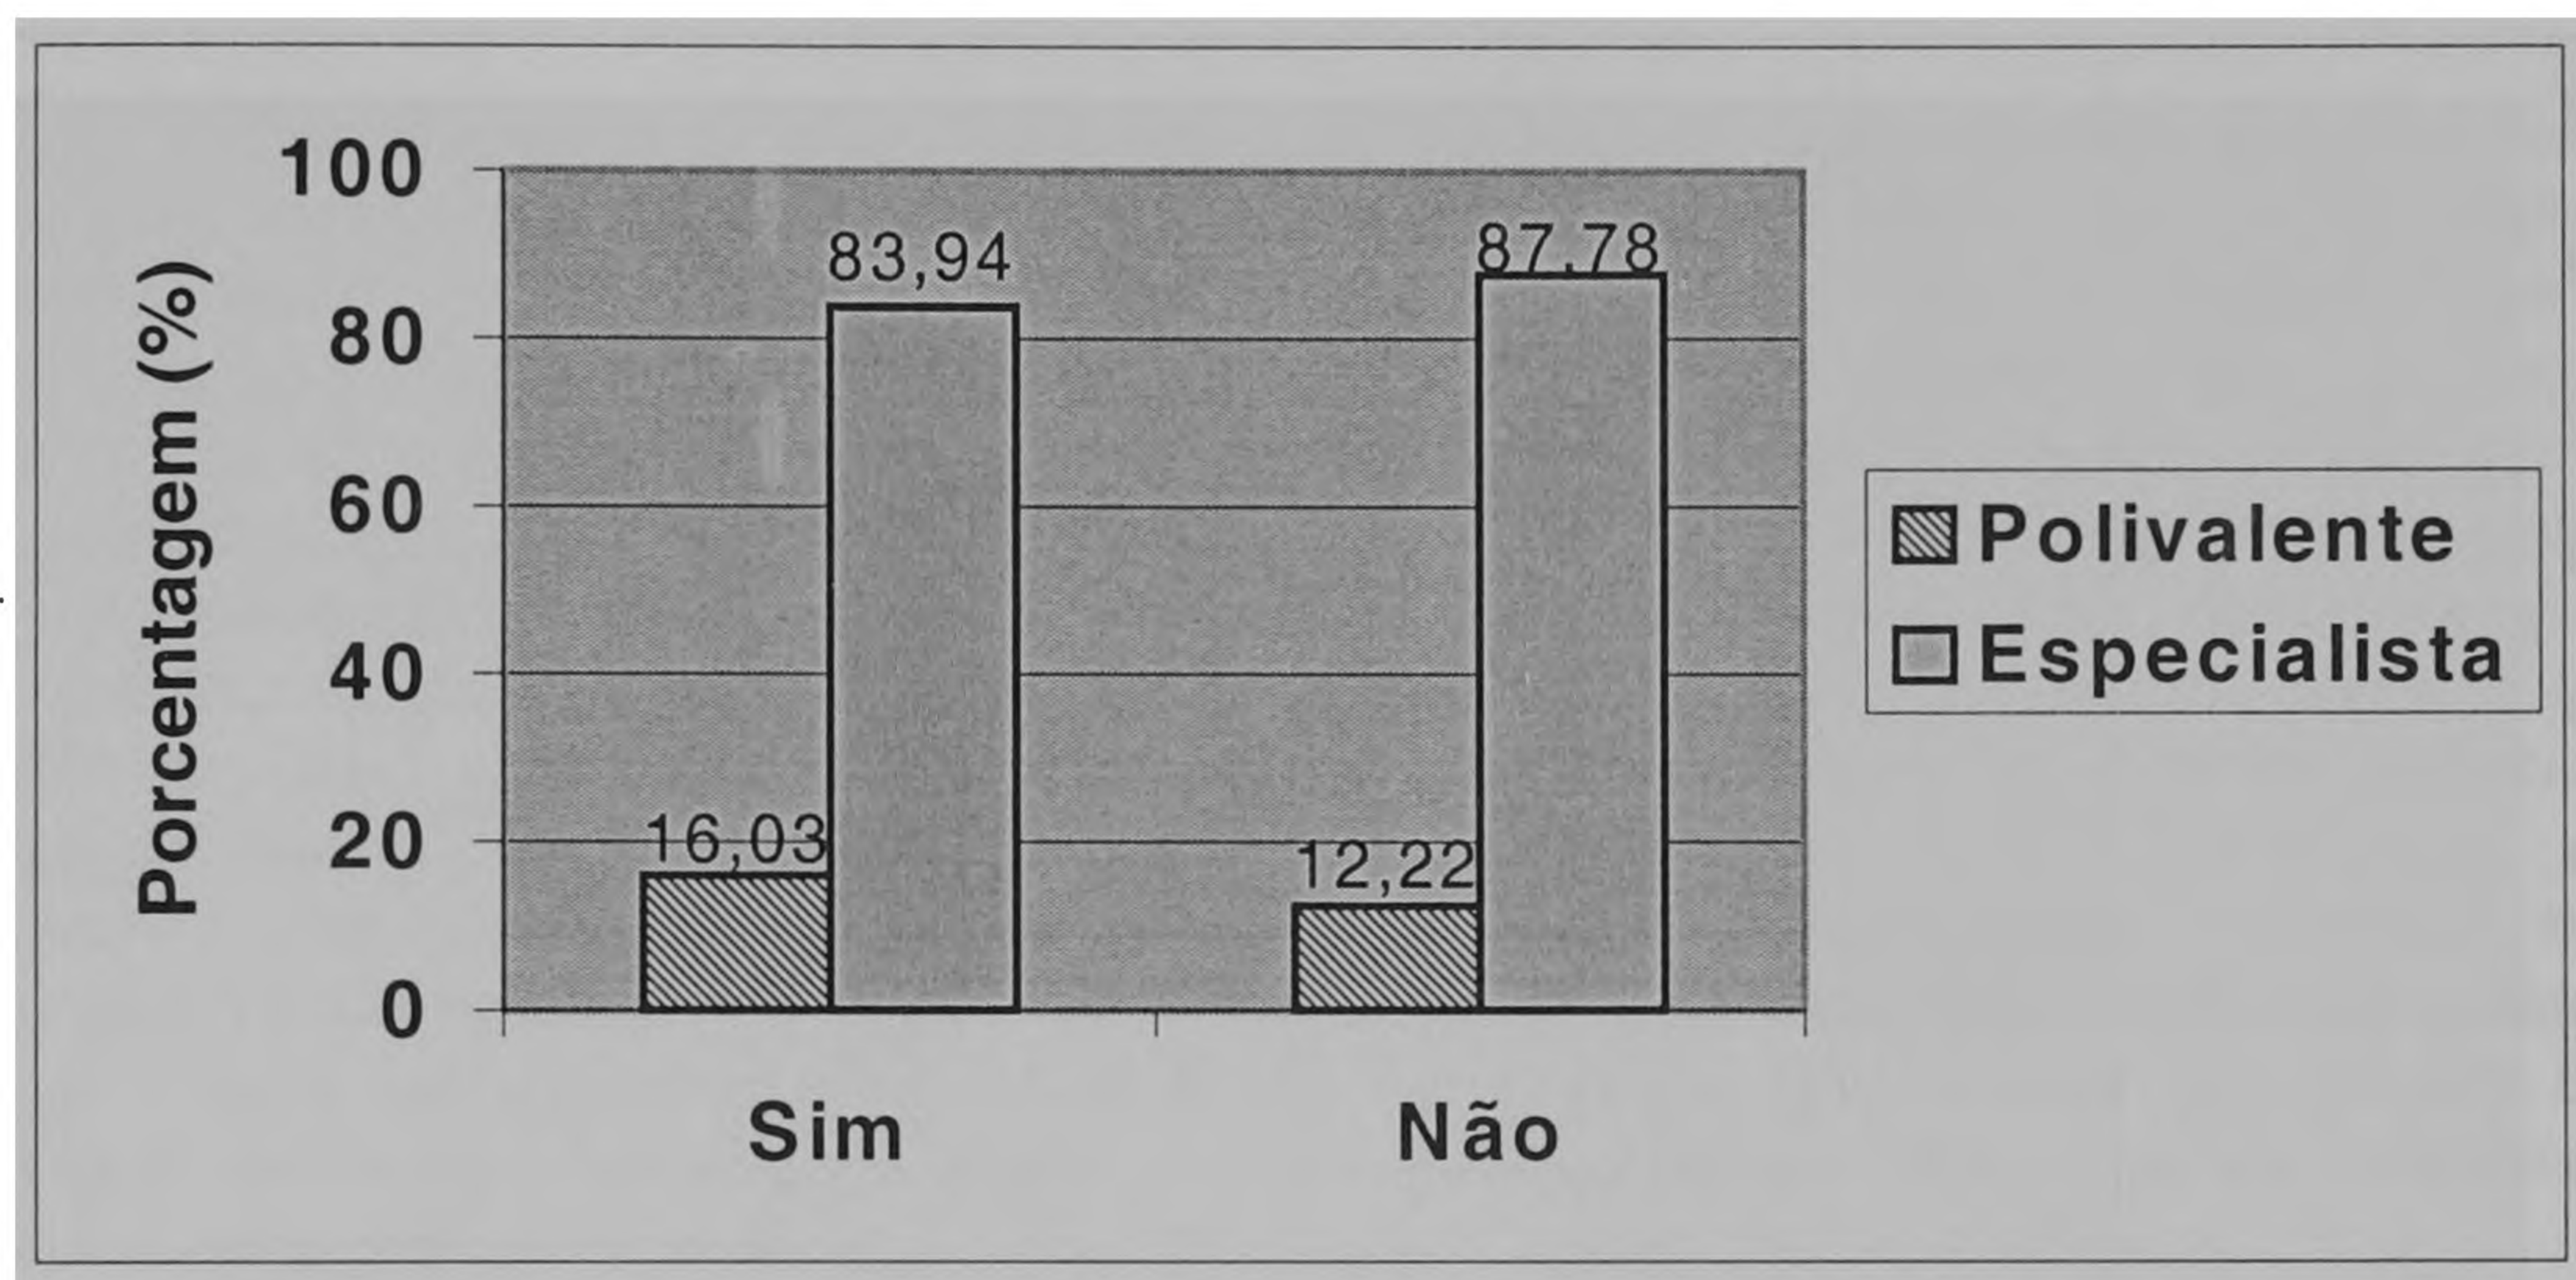 Porcentagem (%)
100
80
60
40
20
0
83,94
87,78
16,03
12,22
Sim
Não
Polivalente
Especialista